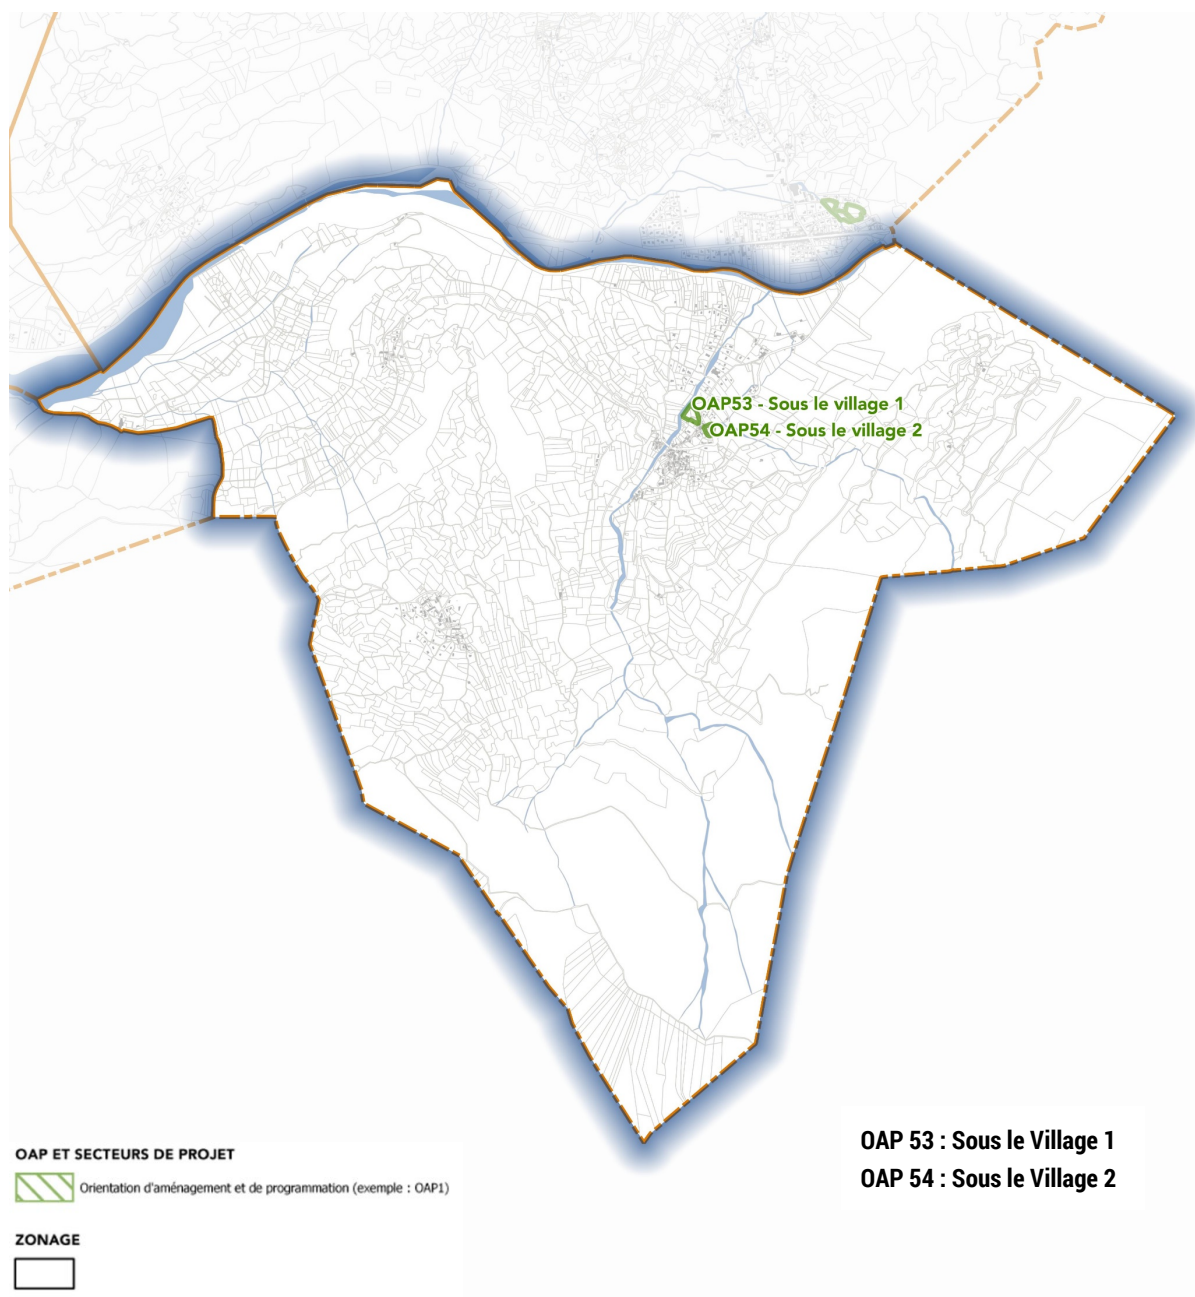 OAP53 - Sous le village 1
OAP54 - Sous le village 2
OAP 53 : Sous le Village 1
OAP 54 : Sous le Village 2
OAP ET SECTEURS DE PROJET
Orientation d'aménagement et de programmation (exemple : OAP1)
ZONAGE